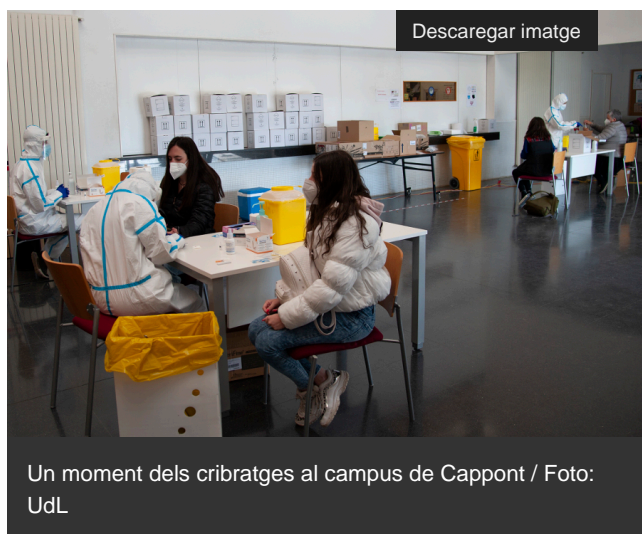 Descaregar imatge
Un moment dels cribratges al campus de Cappont / Foto:
UdL